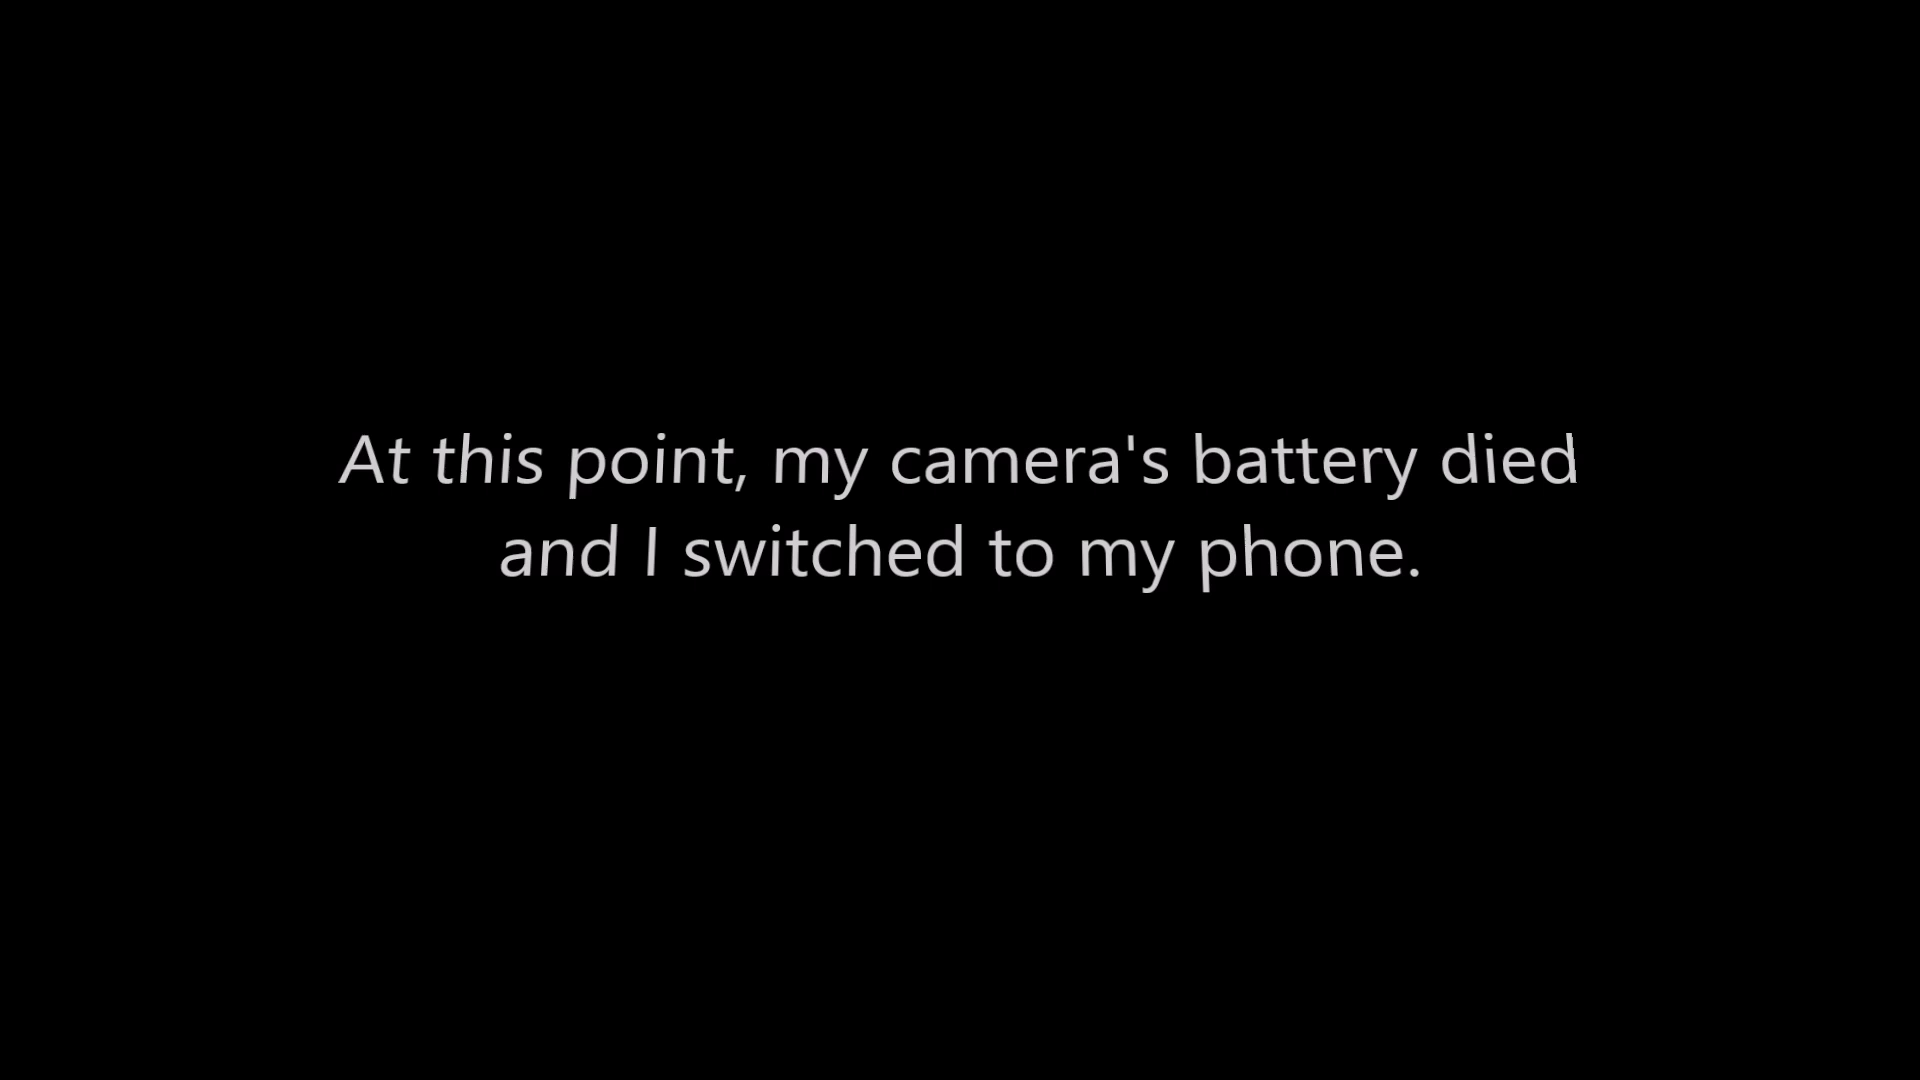 At this point, my camera's battery died
and I switched to my phone.